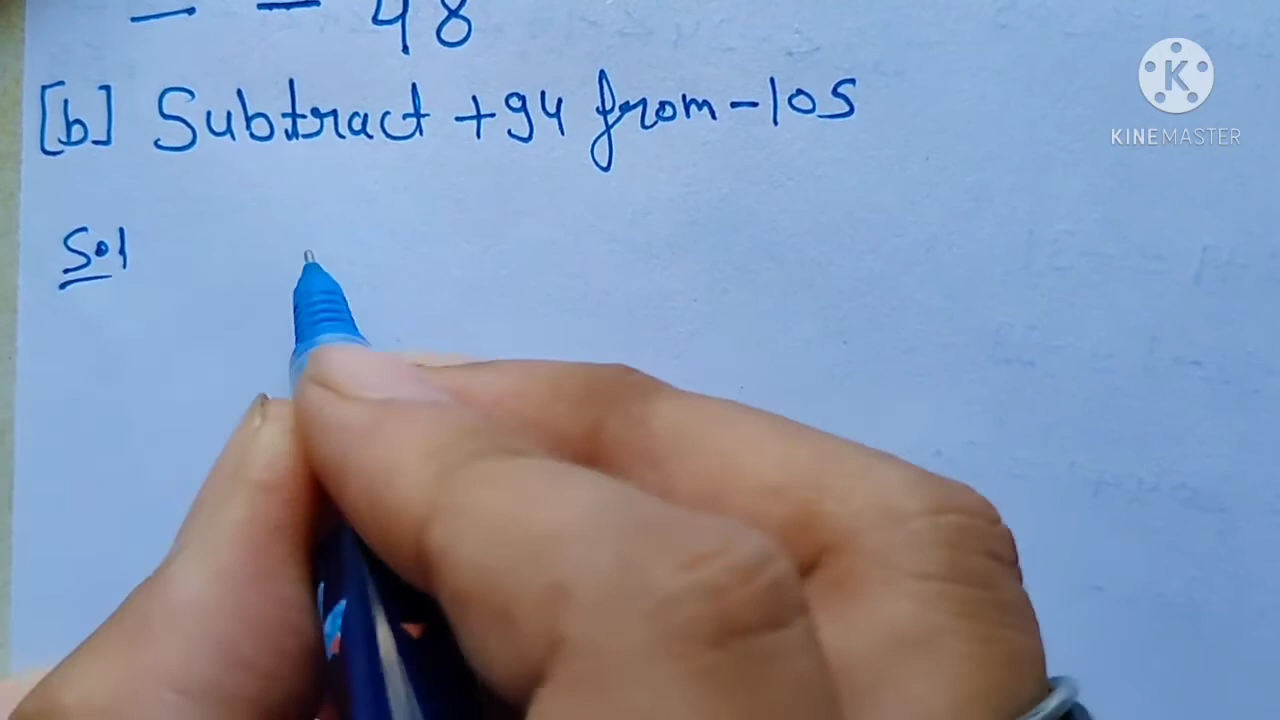 — — 48
[b] Subtract +94 from -105
Sol
K
KINEMASTER